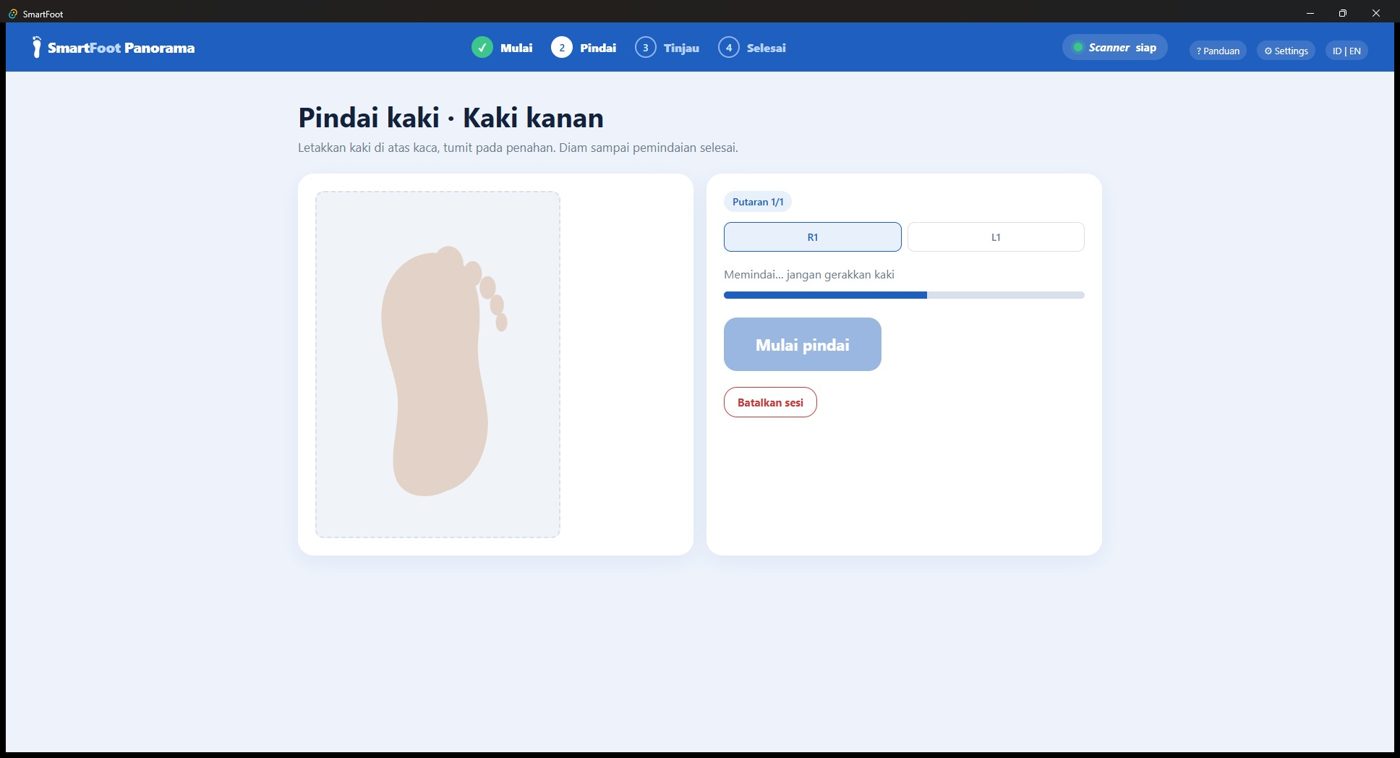 SmartFoot
SmartFoot Panorama
✓ Mulai 2 Pindai 3 Tinjau 4 Selesai
Scanner siap
? Panduan
⚙ Settings
ID | EN
Pindai kaki · Kaki kanan
Letakkan kaki di atas kaca, tumit pada penahan. Diam sampai pemindaian selesai.
Putaran 1/1
R1 L1
Memindai... jangan gerakkan kaki
Mulai pindai
Batalkan sesi